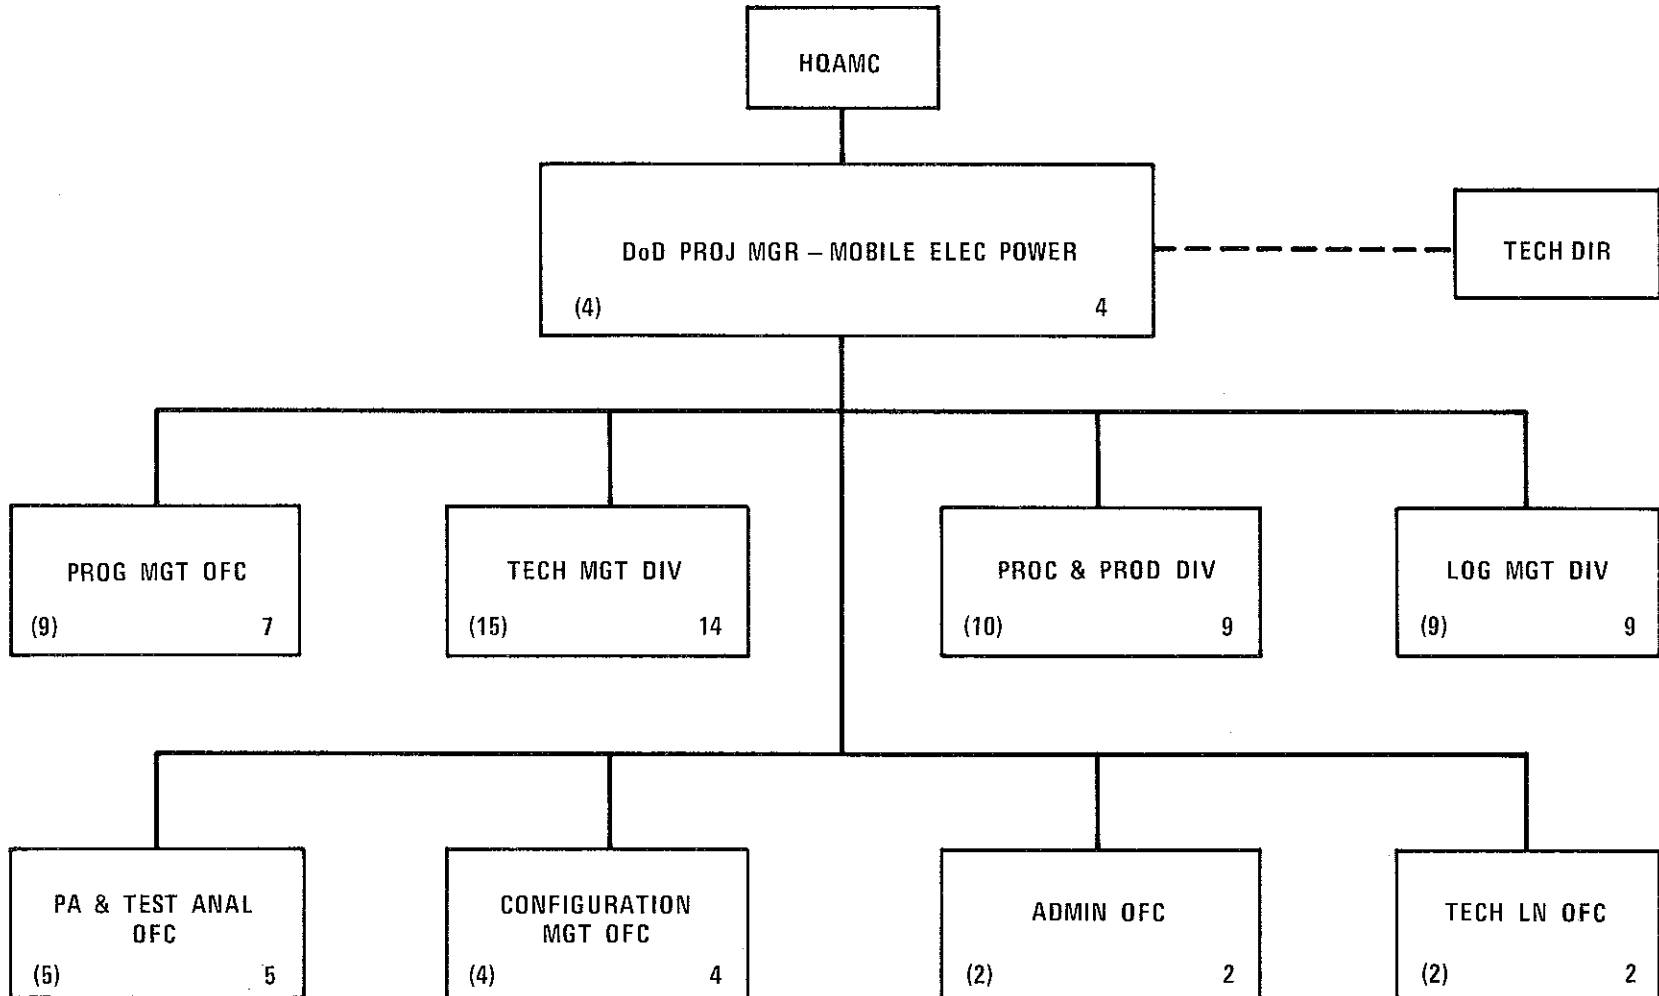 HQAMC
DoD PROJ MGR – MOBILE ELEC POWER
(4) 4
TECH DIR
PROG MGT OFC
(9) 7
TECH MGT DIV
(15) 14
PROC & PROD DIV
(10) 9
LOG MGT DIV
(9) 9
PA & TEST ANAL
OFC
(5) 5
CONFIGURATION
MGT OFC
(4) 4
ADMIN OFC
(2) 2
TECH LN OFC
(2) 2